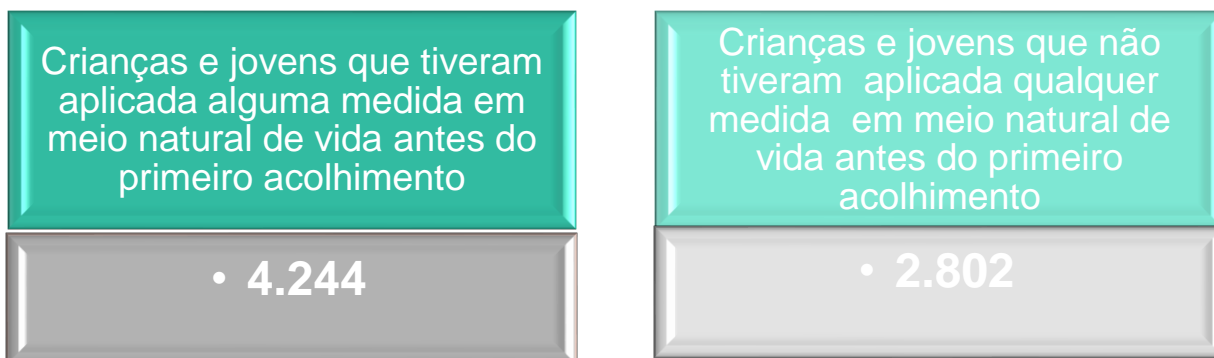 Crianças e jovens que tiveram
aplicada alguma medida em
meio natural de vida antes do
primeiro acolhimento
• 4.244
Crianças e jovens que não
tiveram aplicada qualquer
medida em meio natural de
vida antes do primeiro
acolhimento
• 2.802